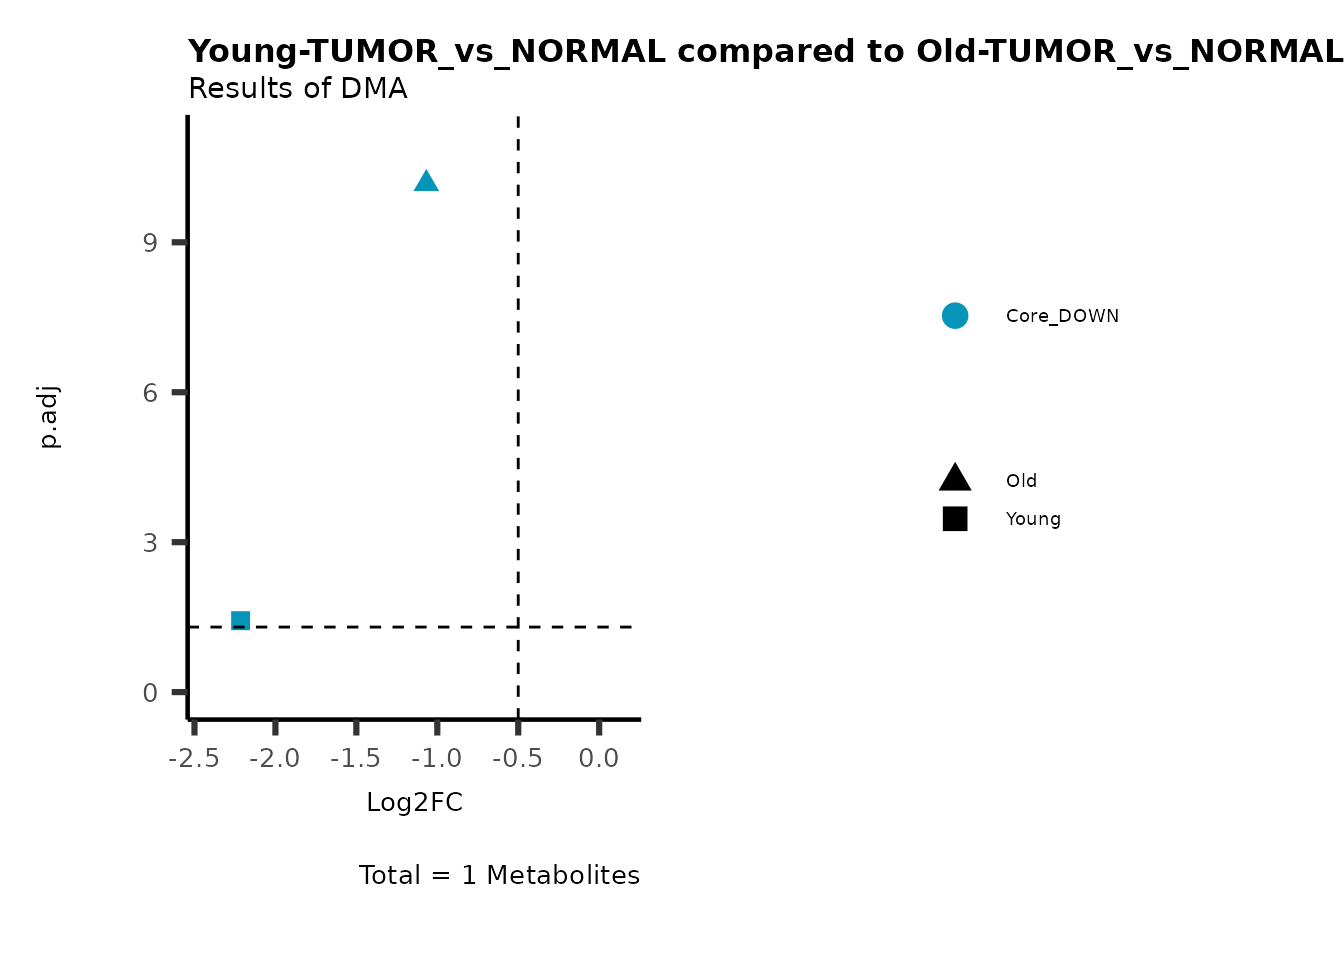 Young-TUMOR_vs_NORMAL compared to Old-TUMOR_vs_NORMAL
Results of DMA
p.adj
9
6
3
0
-2.5 -2.0 -1.5 -1.0 -0.5 0.0
Log2FC
Total = 1 Metabolites
Core_DOWN
Old
Young